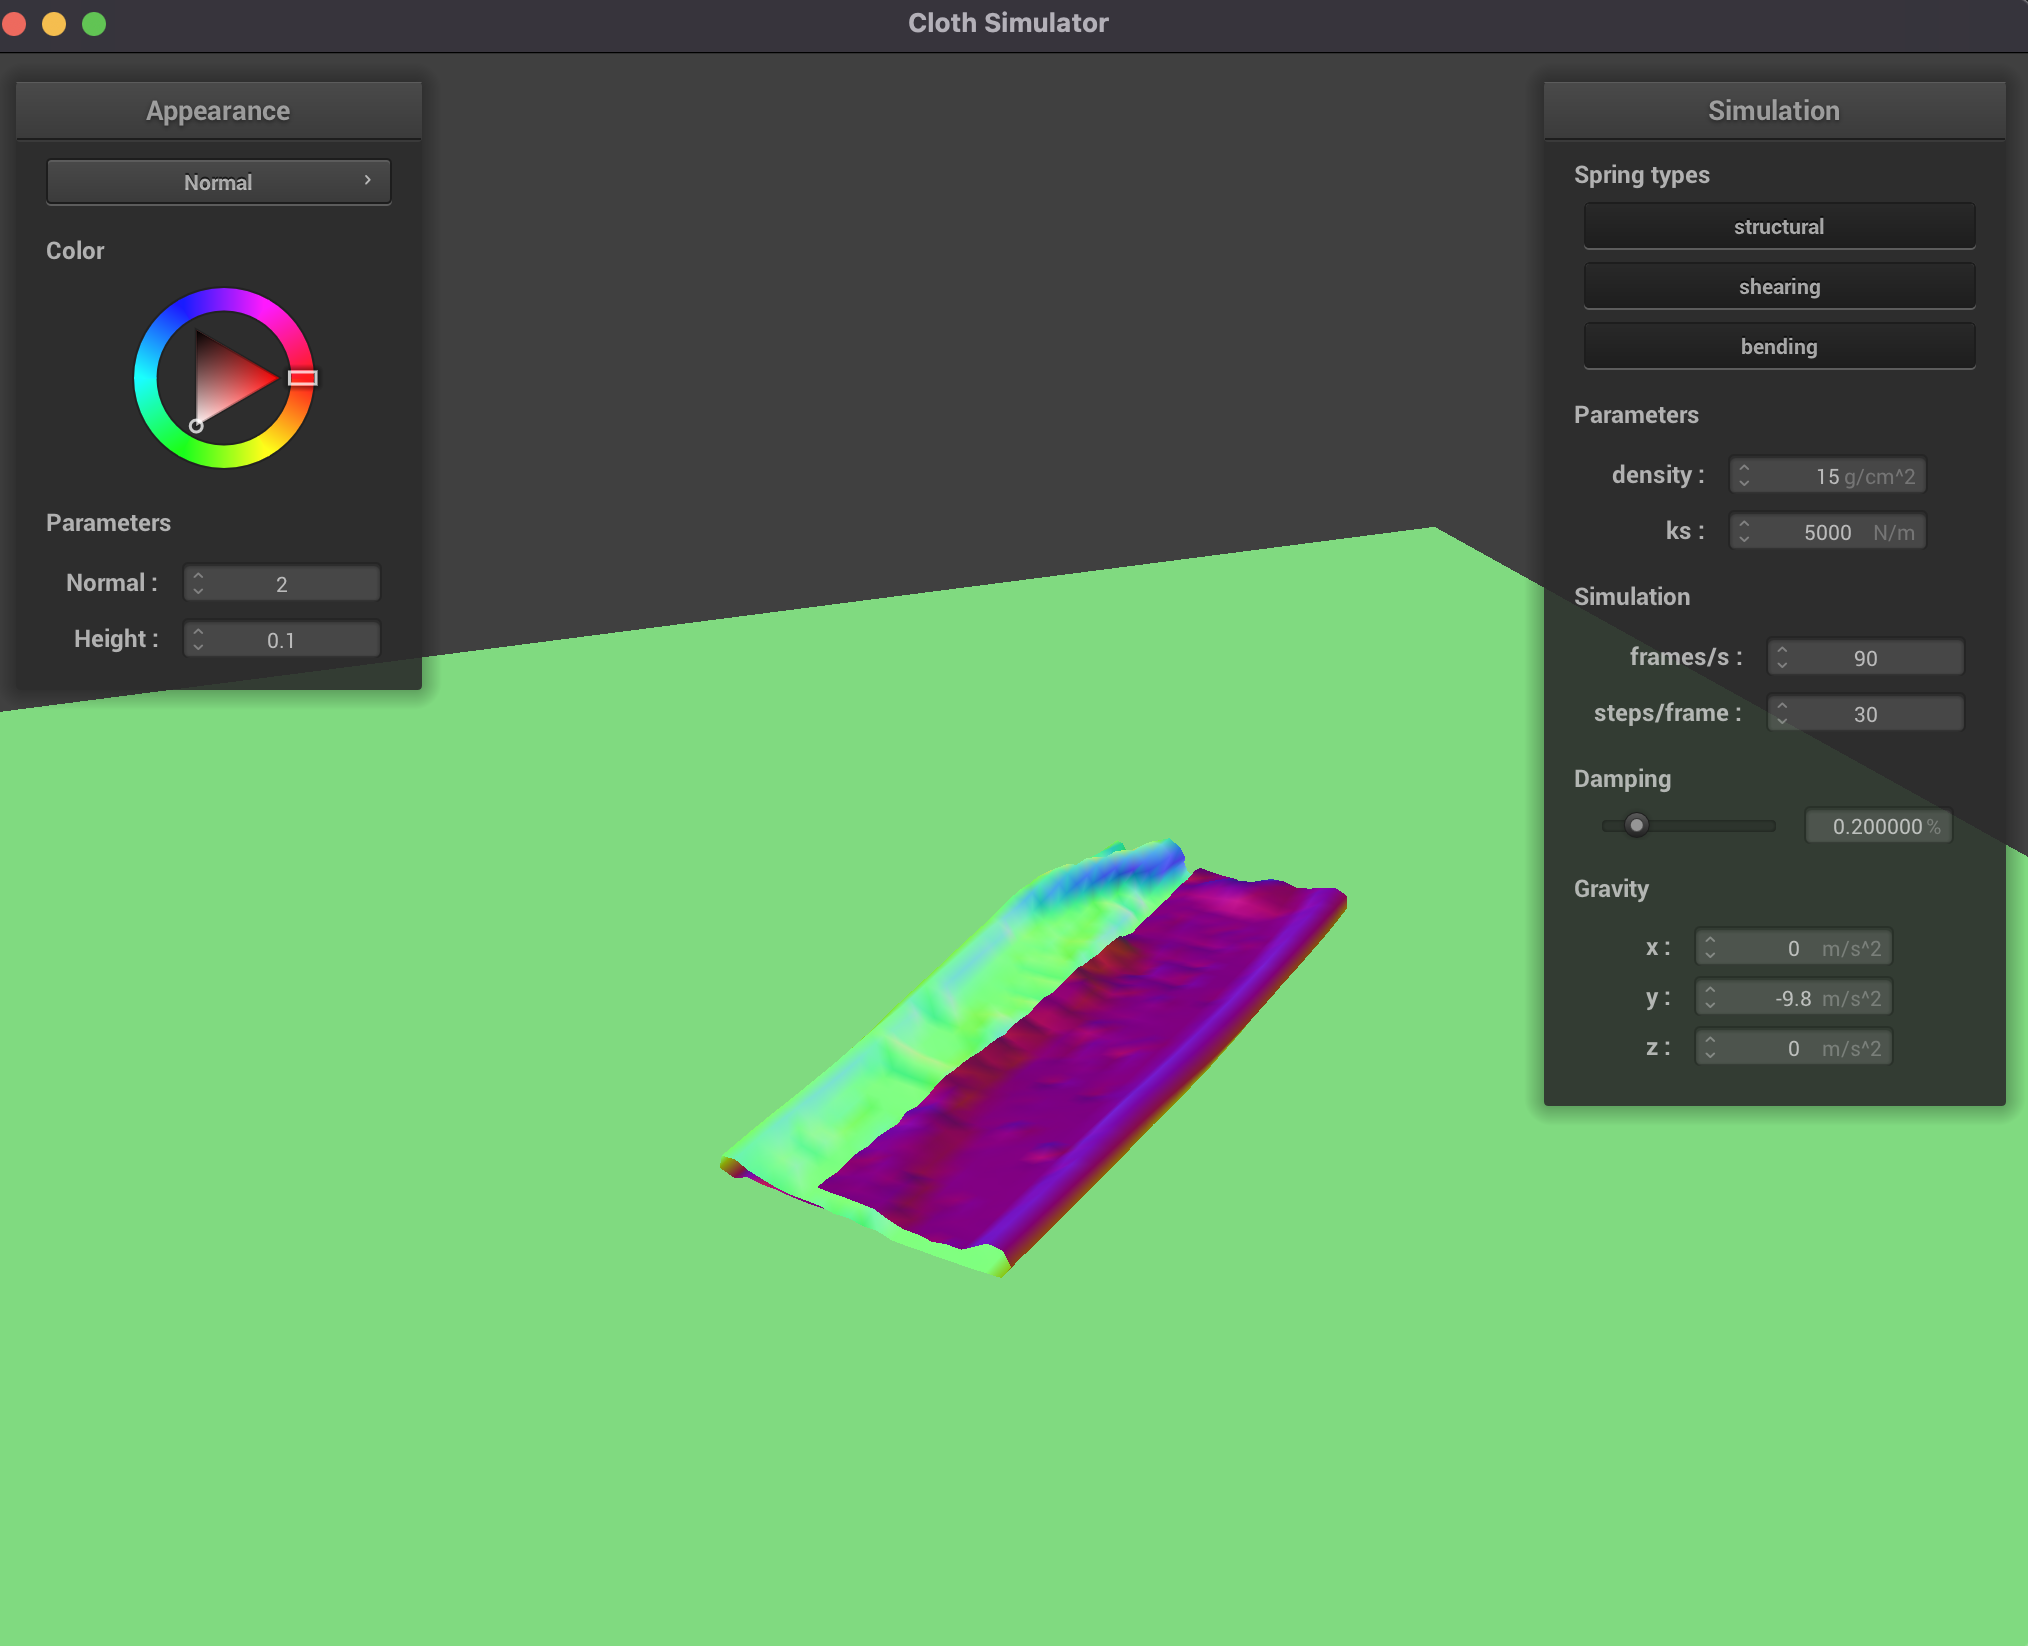 Cloth Simulator
Appearance
Normal
Color
Parameters
Normal : 2
Height : 0.1
Simulation
Spring types
structural
shearing
bending
Parameters
density : 15 g/cm^2
ks : 5000 N/m
Simulation
frames/s : 90
steps/frame : 30
Damping
0.200000 %
Gravity
x : 0 m/s^2
y : -9.8 m/s^2
z : 0 m/s^2